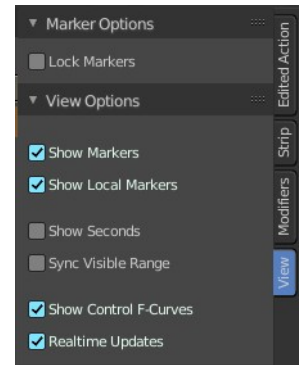 Marker Options
Lock Markers
View Options
Show Markers
Show Local Markers
Show Seconds
Sync Visible Range
Show Control F-Curves
Realtime Updates
Edited Action
Strip
Modifiers
View